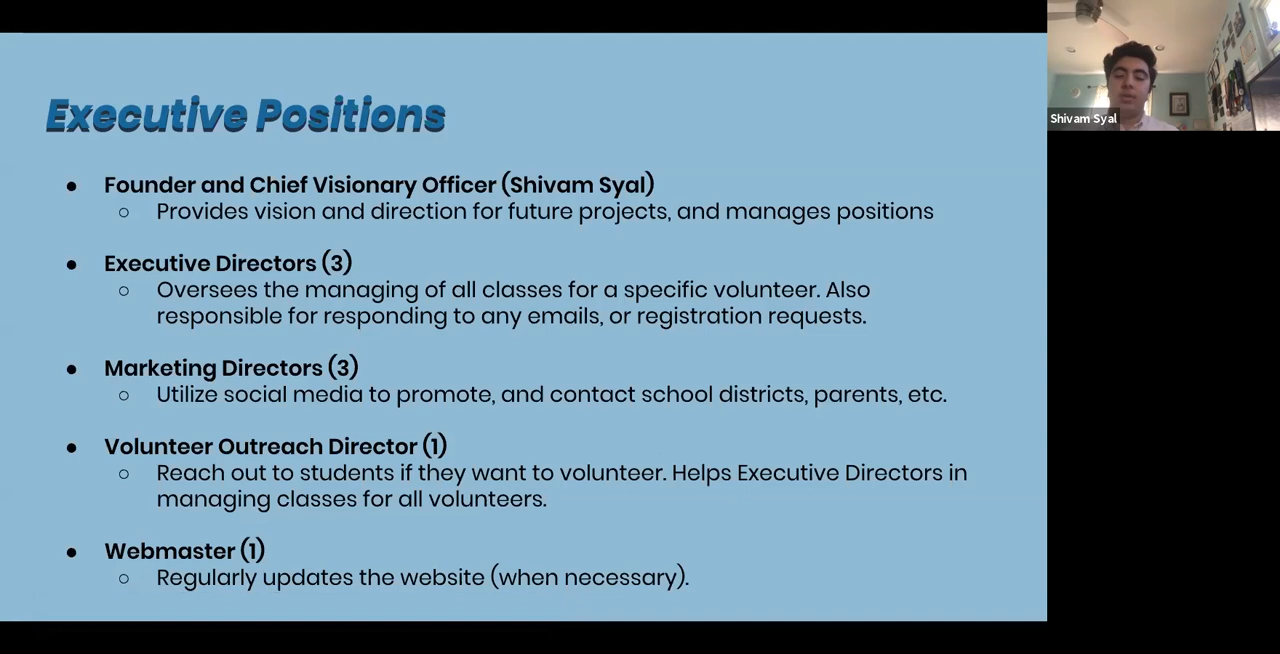 Executive Positions
Shivam Syal
● Founder and Chief Visionary Officer (Shivam Syal)
○ Provides vision and direction for future projects, and manages positions
● Executive Directors (3)
○ Oversees the managing of all classes for a specific volunteer. Also
responsible for responding to any emails, or registration requests.
● Marketing Directors (3)
○ Utilize social media to promote, and contact school districts, parents, etc.
● Volunteer Outreach Director (1)
○ Reach out to students if they want to volunteer. Helps Executive Directors in
managing classes for all volunteers.
● Webmaster (1)
○ Regularly updates the website (when necessary).